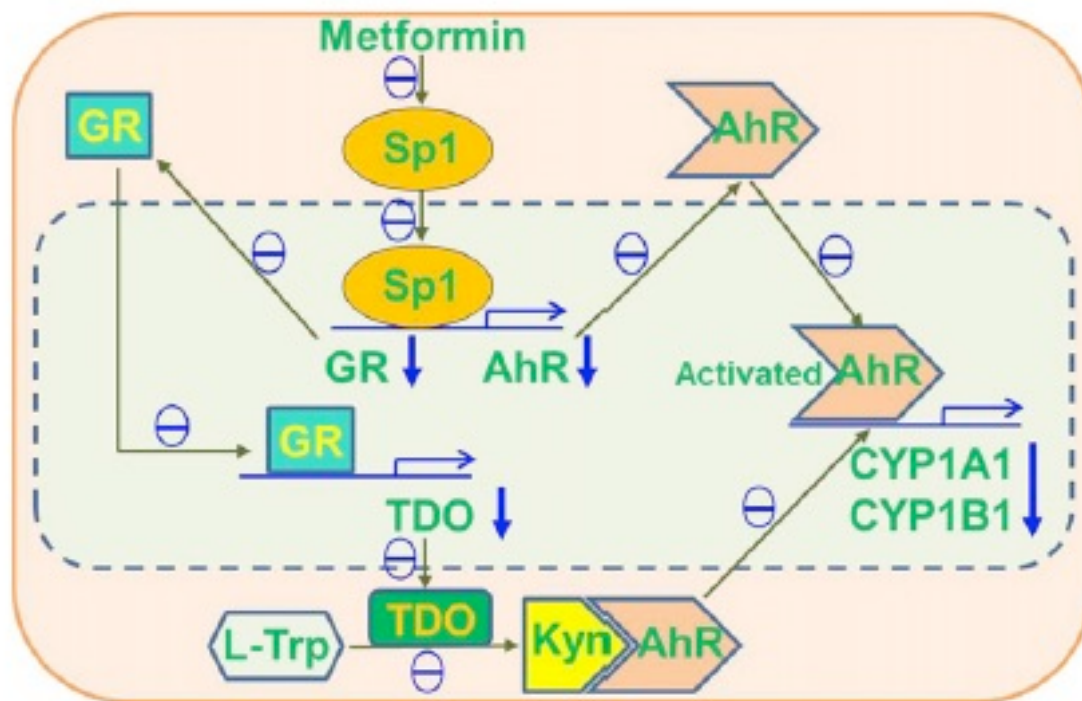 Metformin
GR
Sp1
AhR
Sp1
GR
AhR
Activated
AhR
GR
CYP1A1
CYP1B1
TDO
L-Trp
TDO
Kyn
AhR